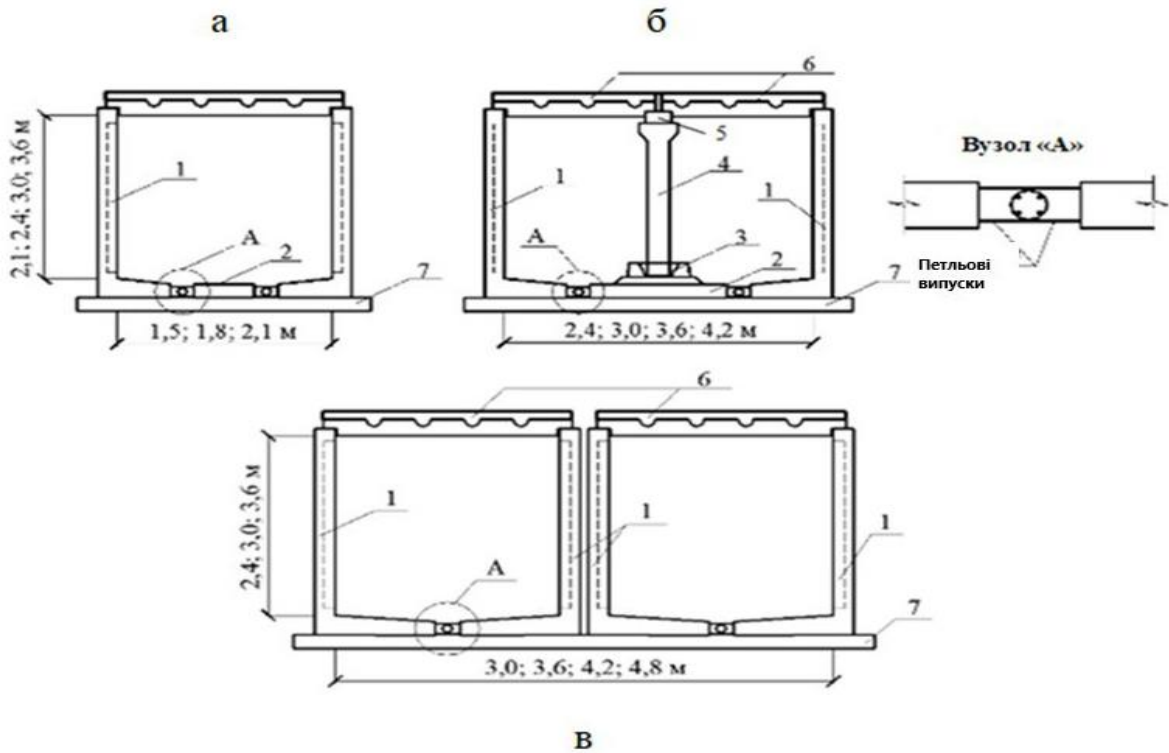 а
б
6
2,1; 2,4; 3,0; 3,6 м
1
А
2
7
1,5; 1,8; 2,1 м
5
4
1
1
А
3
2
7
2,4; 3,0; 3,6; 4,2 м
Вузол «А»
Петльові
випуски
6
2,4; 3,0; 3,6 м
1
1
1
А
7
3,0; 3,6; 4,2; 4,8 м
в